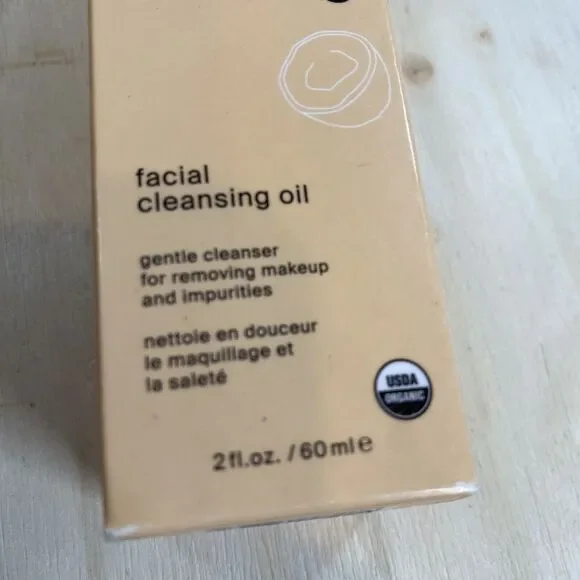 facial
cleansing oil
gentle cleanser
for removing makeup
and impurities
nettoie en douceur
le maquillage et
la saleté
USDA
ORGANIC
2 fl.oz. / 60 ml ℮